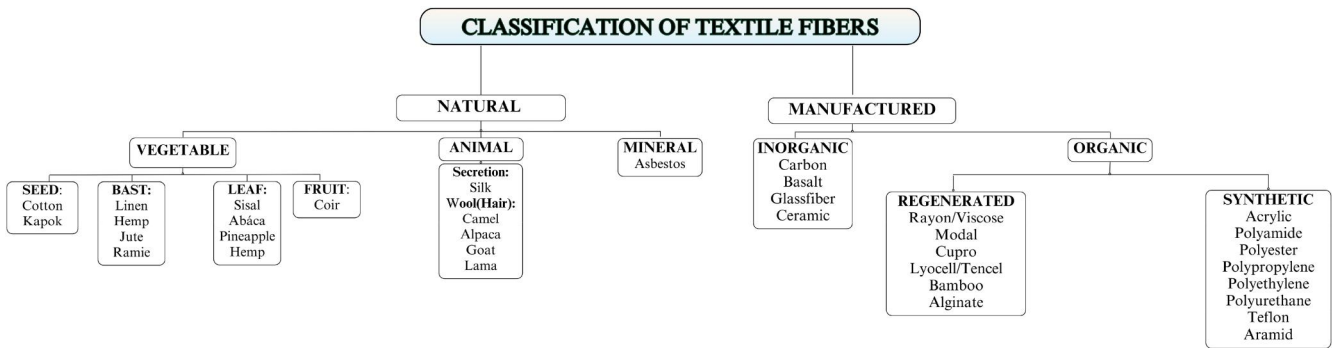 CLASSIFICATION OF TEXTILE FIBERS
NATURAL
MANUFACTURED
VEGETABLE
ANIMAL
MINERAL
Asbestos
INORGANIC
Carbon
Basalt
Glassfiber
Ceramic
ORGANIC
SEED:
Cotton
Kapok
BAST:
Linen
Hemp
Jute
Ramie
LEAF:
Sisal
Abáca
Pineapple
Hemp
FRUIT:
Coir
Secretion:
Silk
Wool(Hair):
Camel
Alpaca
Goat
Lama
REGENERATED
Rayon/Viscose
Modal
Cupro
Lyocell/Tencel
Bamboo
Alginate
SYNTHETIC
Acrylic
Polyamide
Polyester
Polypropylene
Polyethylene
Polyurethane
Teflon
Aramid